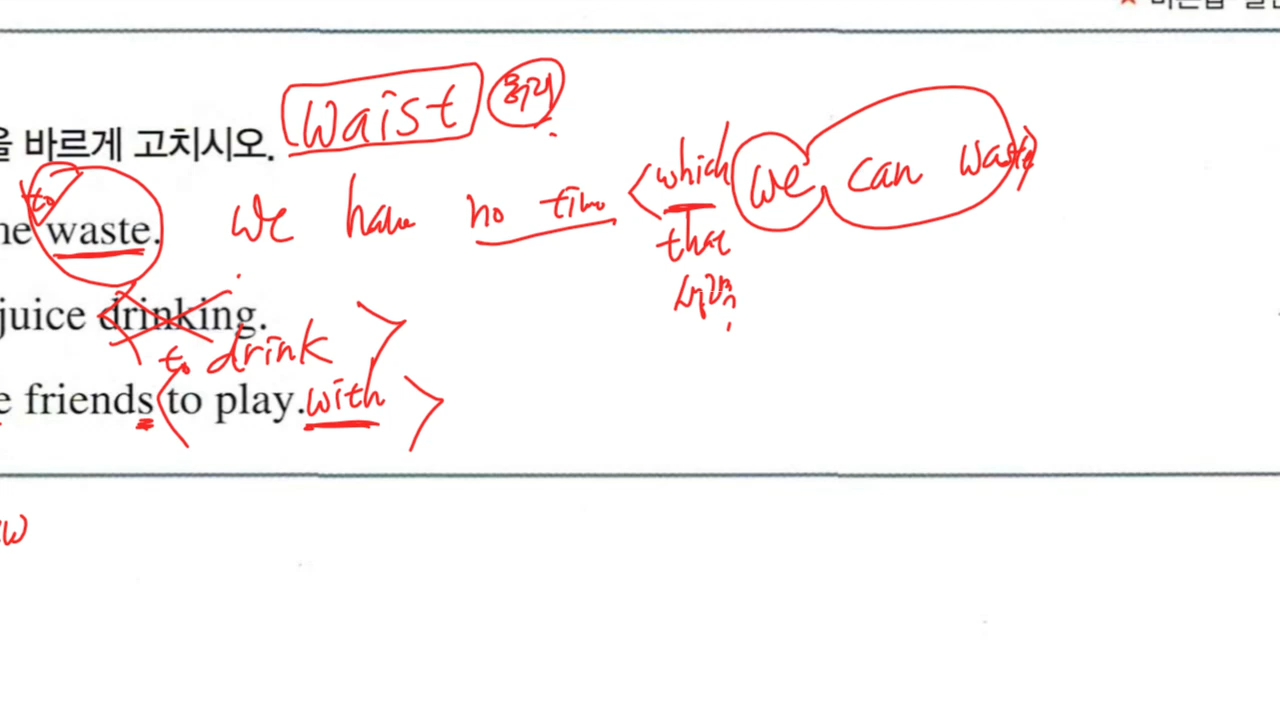 waist 허리
을 바르게 고치시오.
to
me waste. we have no time < which we can waste >
that
생략
juice drinking.
< to drink >
friends < to play. with >
w